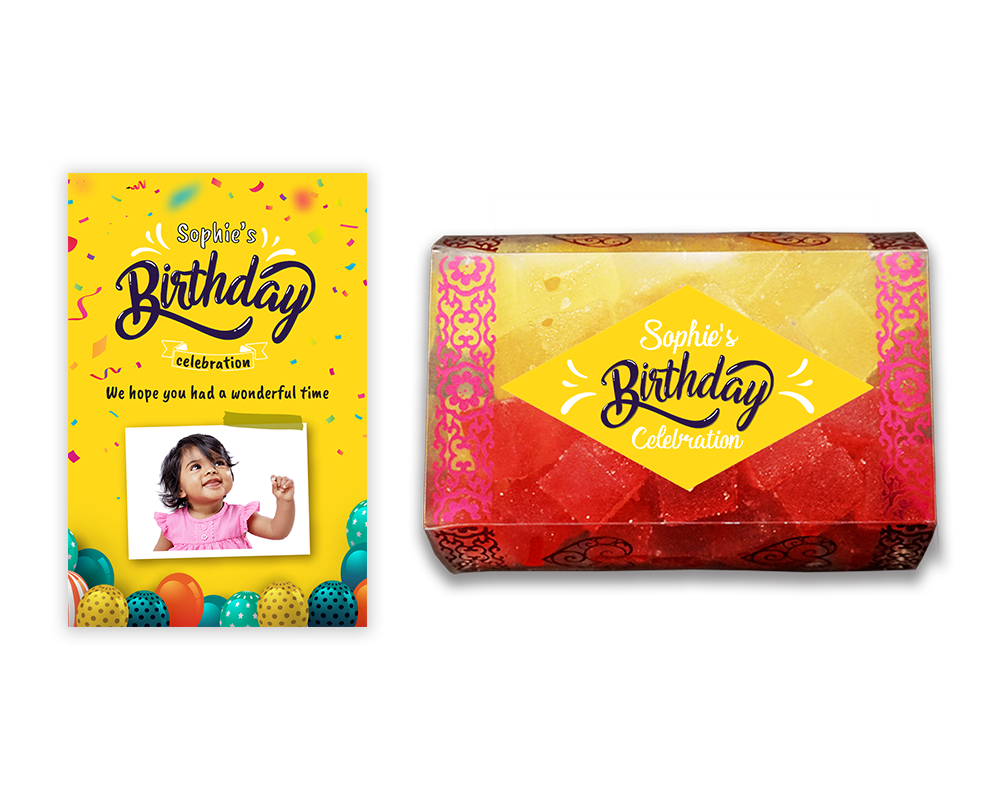 Sophie's
Birthday
celebration
We hope you had a wonderful time
Sophie's
Birthday
Celebration